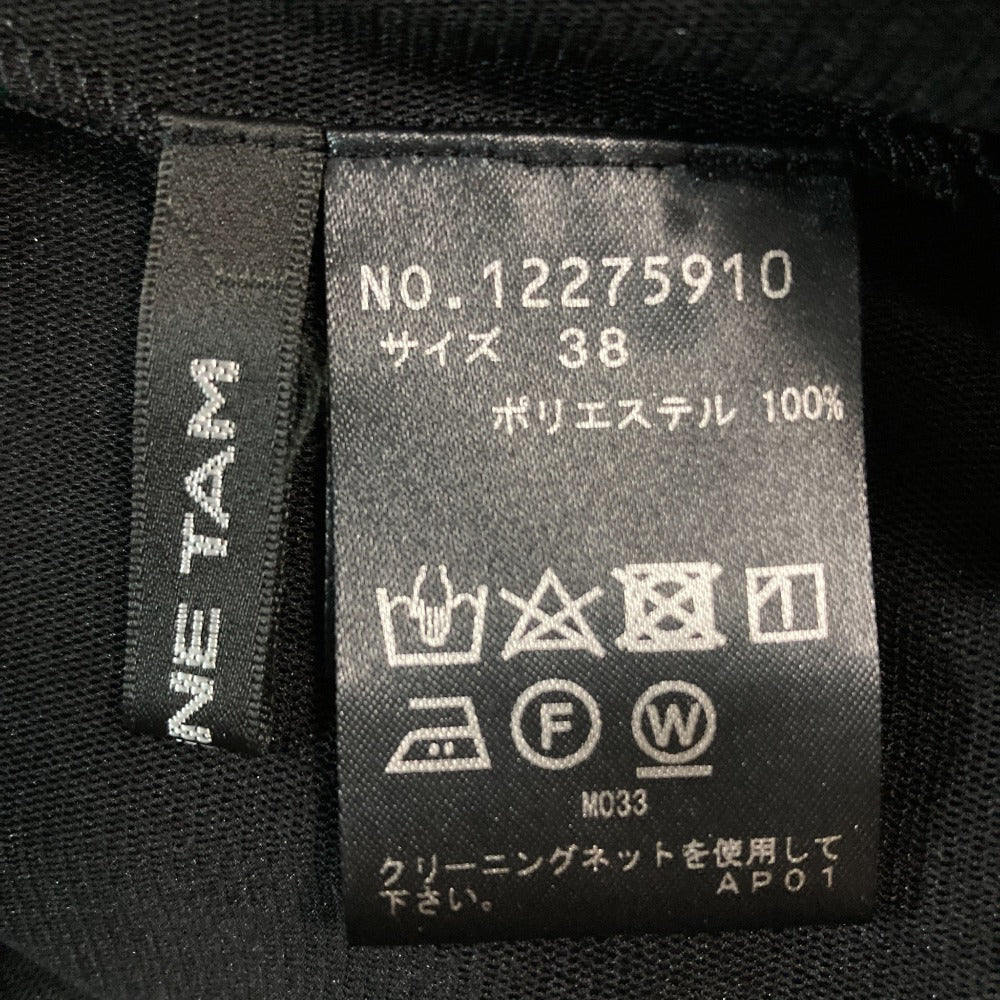 NE TAM
NO.12275910
サイズ 38
ポリエステル 100%
F W
M033
クリーニングネットを使用して
下さい。 AP01